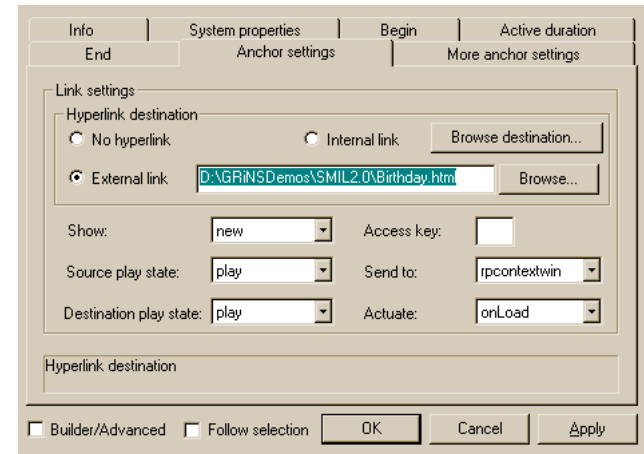 Info System properties Begin Active duration
End Anchor settings More anchor settings
Link settings
Hyperlink destination
No hyperlink Internal link Browse destination...
External link D:\GRiNSDemos\SMIL2.0\Birthday.html Browse...
Show: new Access key:
Source play state: play Send to: rpcontextwin
Destination play state: play Actuate: onLoad
Hyperlink destination
Builder/Advanced Follow selection OK Cancel Apply